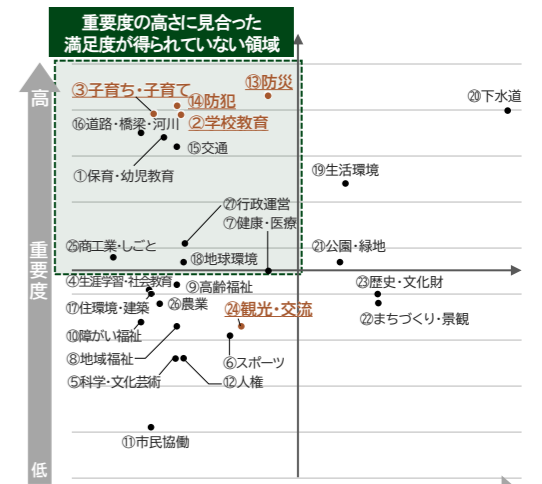 重要度の高さに見合った
満足度が得られていない領域
高
⑬防災
③子育ち・子育て
⑭防犯
⑳下水道
②学校教育
⑯道路・橋梁・河川
⑮交通
①保育・幼児教育
⑲生活環境
㉗行政運営
⑦健康・医療
㉕商工業・しごと
⑱地球環境
㉑公園・緑地
重要度
④生涯学習・社会教育
⑨高齢福祉
㉓歴史・文化財
⑰住環境・建築
㉖農業
㉔観光・交流
㉒まちづくり・景観
⑩障がい福祉
⑧地域福祉
⑥スポーツ
⑤科学・文化芸術
⑫人権
⑪市民協働
低